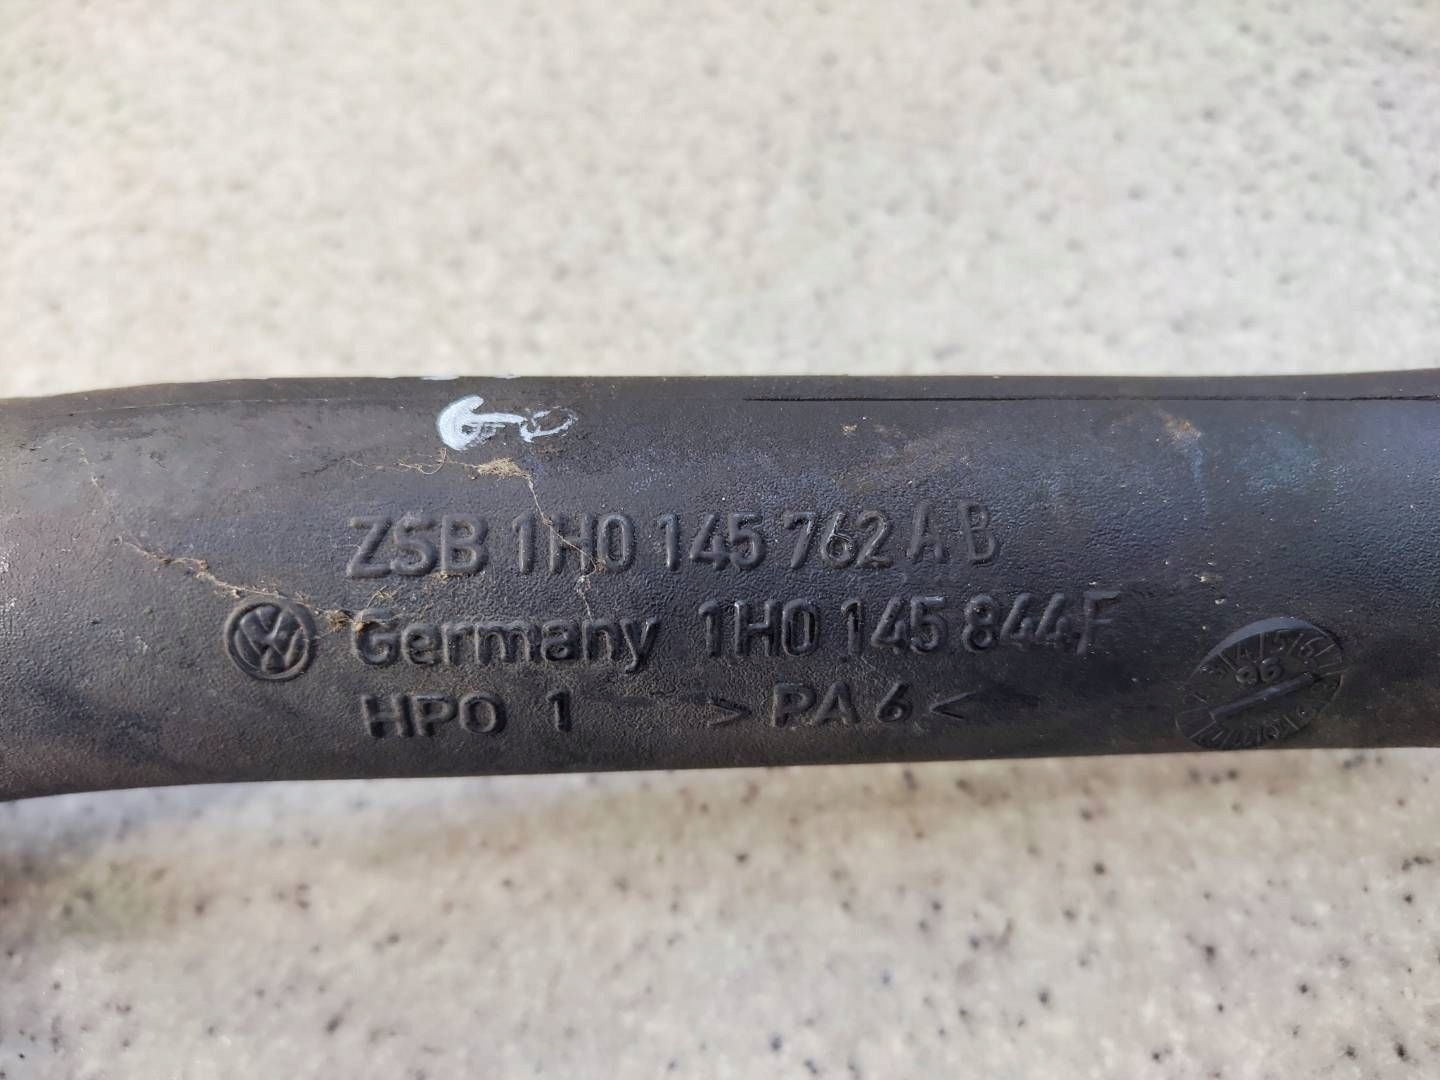 ZSB 1H0 145 762 A B
Germany 1H0 145 844 F
HPO 1 >PA 6<